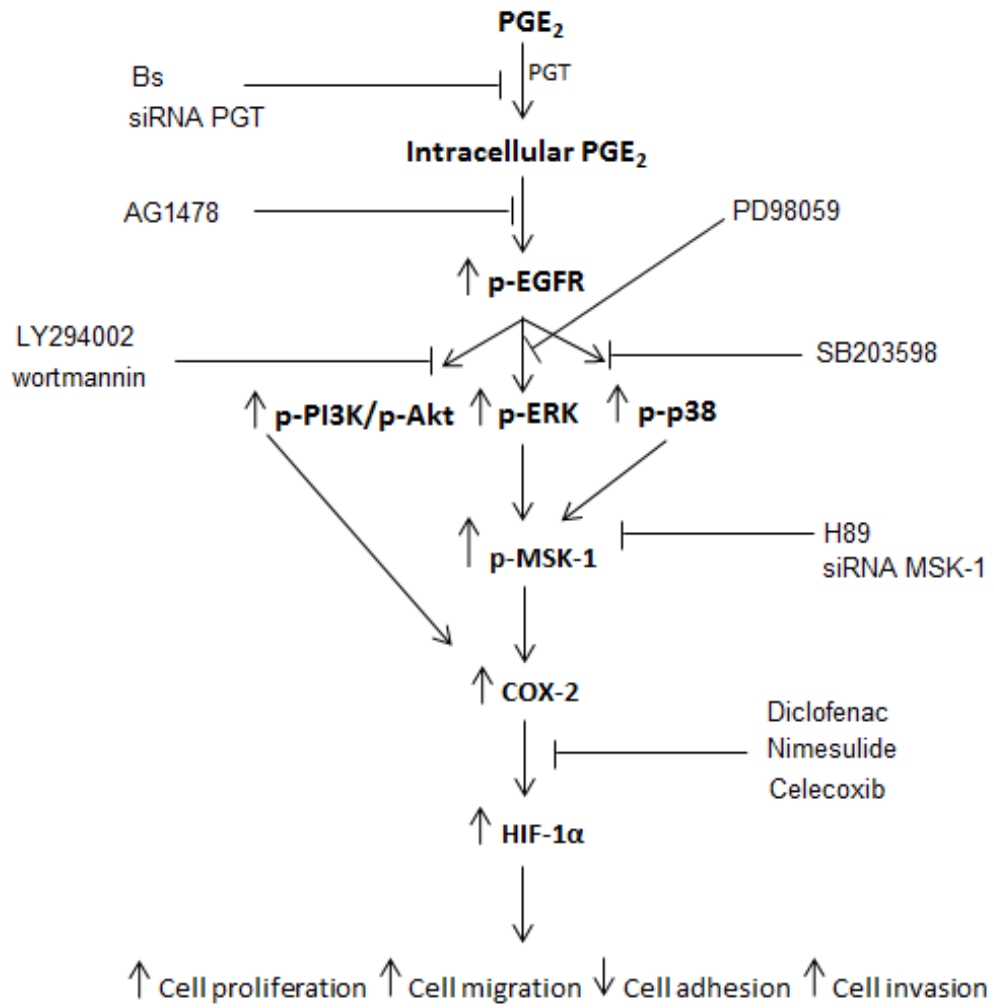 PGE₂
PGT
Bs
siRNA PGT
Intracellular PGE₂
AG1478
PD98059
↑ p-EGFR
LY294002
wortmannin
SB203598
↑ p-PI3K/p-Akt ↑ p-ERK ↑ p-p38
↑ p-MSK-1
H89
siRNA MSK-1
↑ COX-2
Diclofenac
Nimesulide
Celecoxib
↑ HIF-1α
↑ Cell proliferation ↑ Cell migration ↓ Cell adhesion ↑ Cell invasion